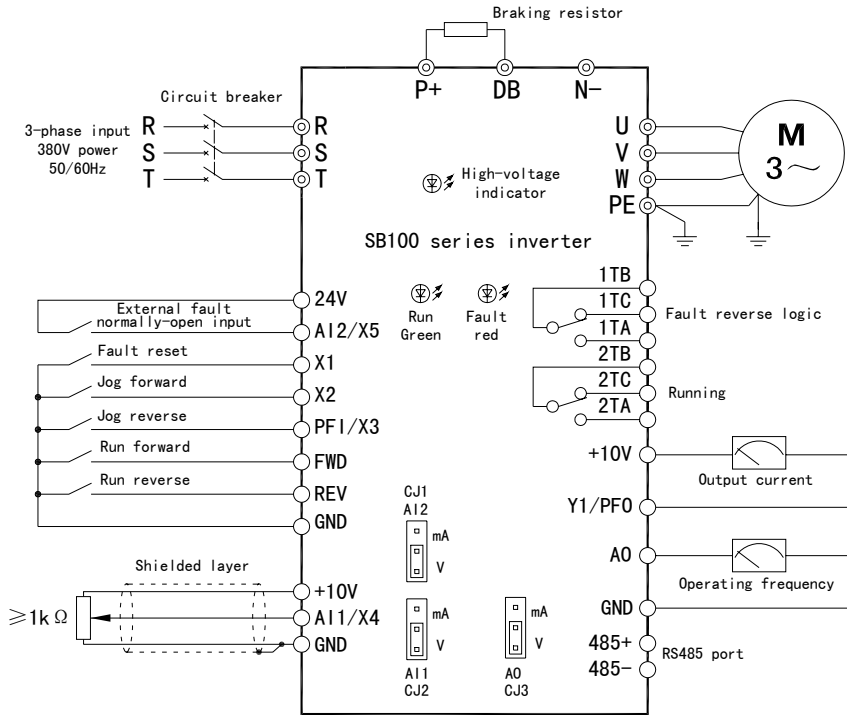 Braking resistor
P+ DB N-
Circuit breaker
3-phase input
380V power
50/60Hz
R
S
T
R
S
T
U
V
W
PE
M
3～
High-voltage
indicator
SB100 series inverter
Run
Green
Fault
red
24V
External fault
normally-open input
AI2/X5
Fault reset
X1
Jog forward
X2
Jog reverse
PFI/X3
Run forward
FWD
Run reverse
REV
GND
1TB
1TC
1TA
Fault reverse logic
2TB
2TC
2TA
Running
+10V
Output current
Y1/PFO
AO
Operating frequency
GND
485+
485-
RS485 port
CJ1
AI2
mA
V
Shielded layer
≥1kΩ
+10V
AI1/X4
GND
mA
V
AI1
CJ2
mA
V
AO
CJ3